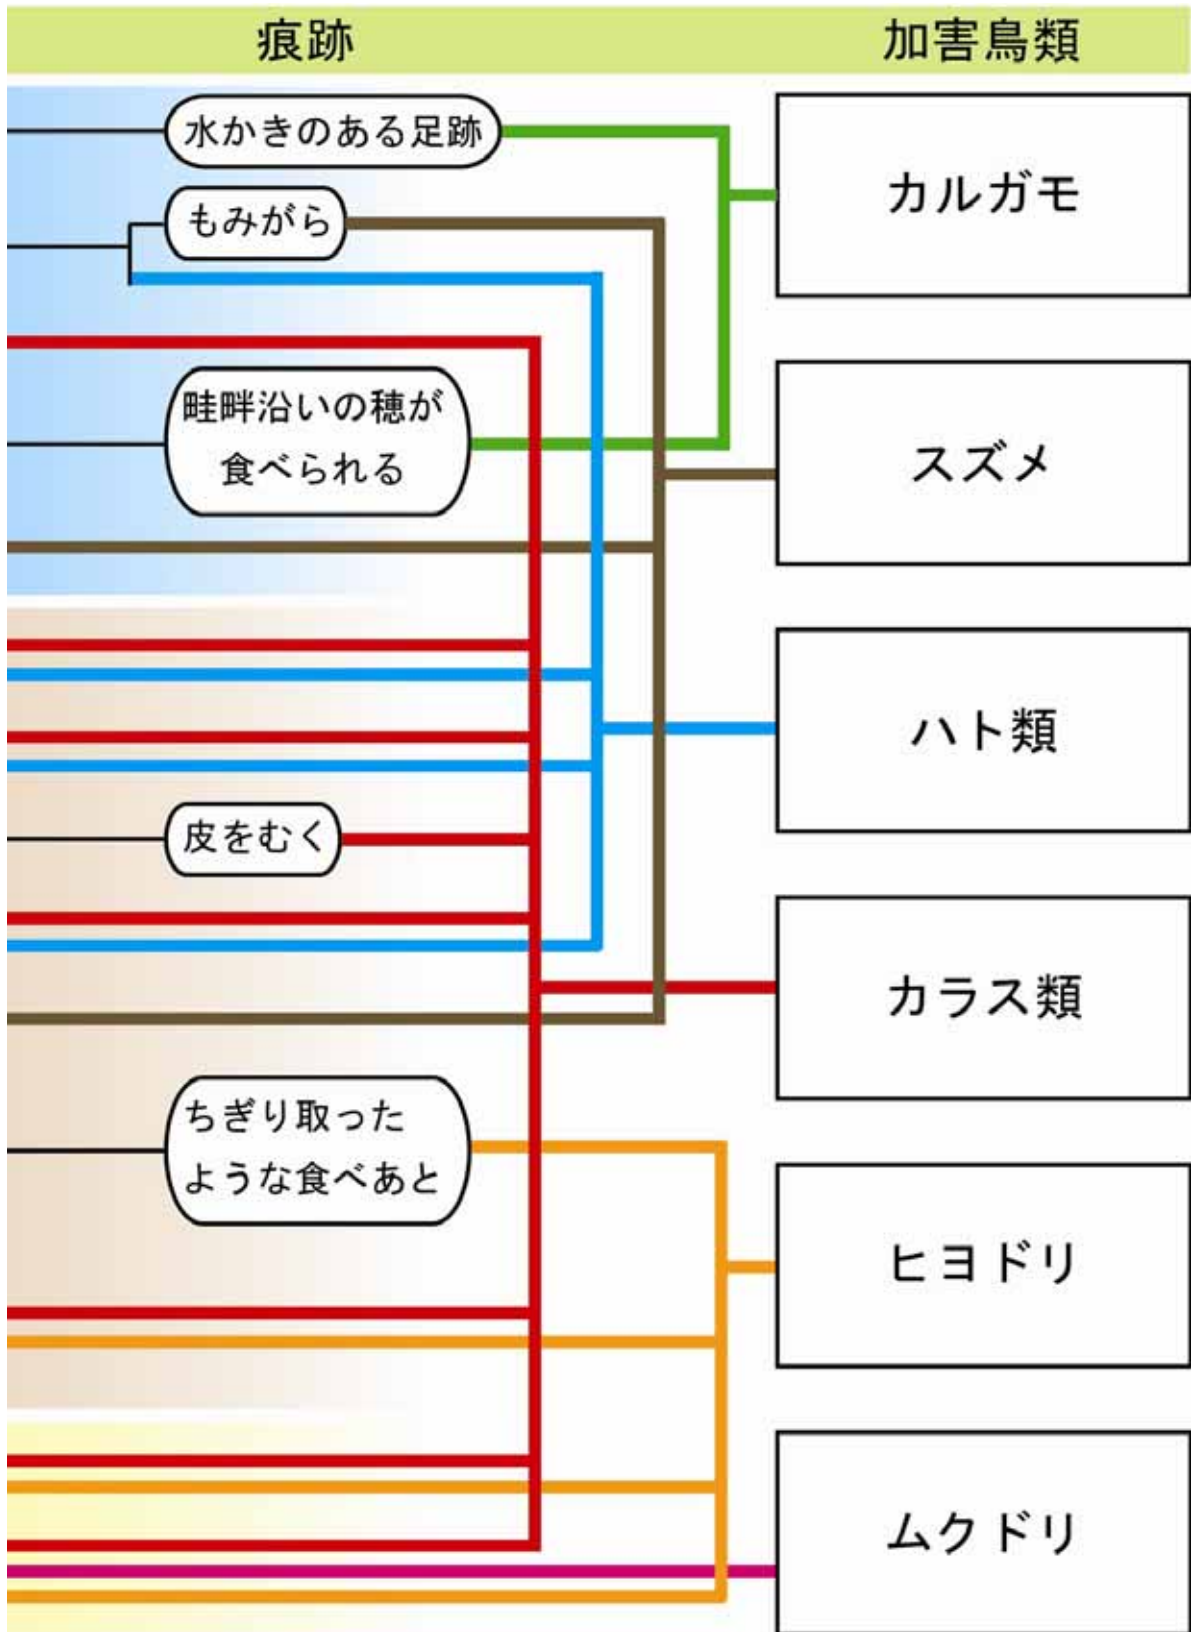 痕跡
加害鳥類
水かきのある足跡
カルガモ
もみがら
畦畔沿いの穂が
食べられる
スズメ
ハト類
皮をむく
カラス類
ちぎり取った
ような食べあと
ヒヨドリ
ムクドリ